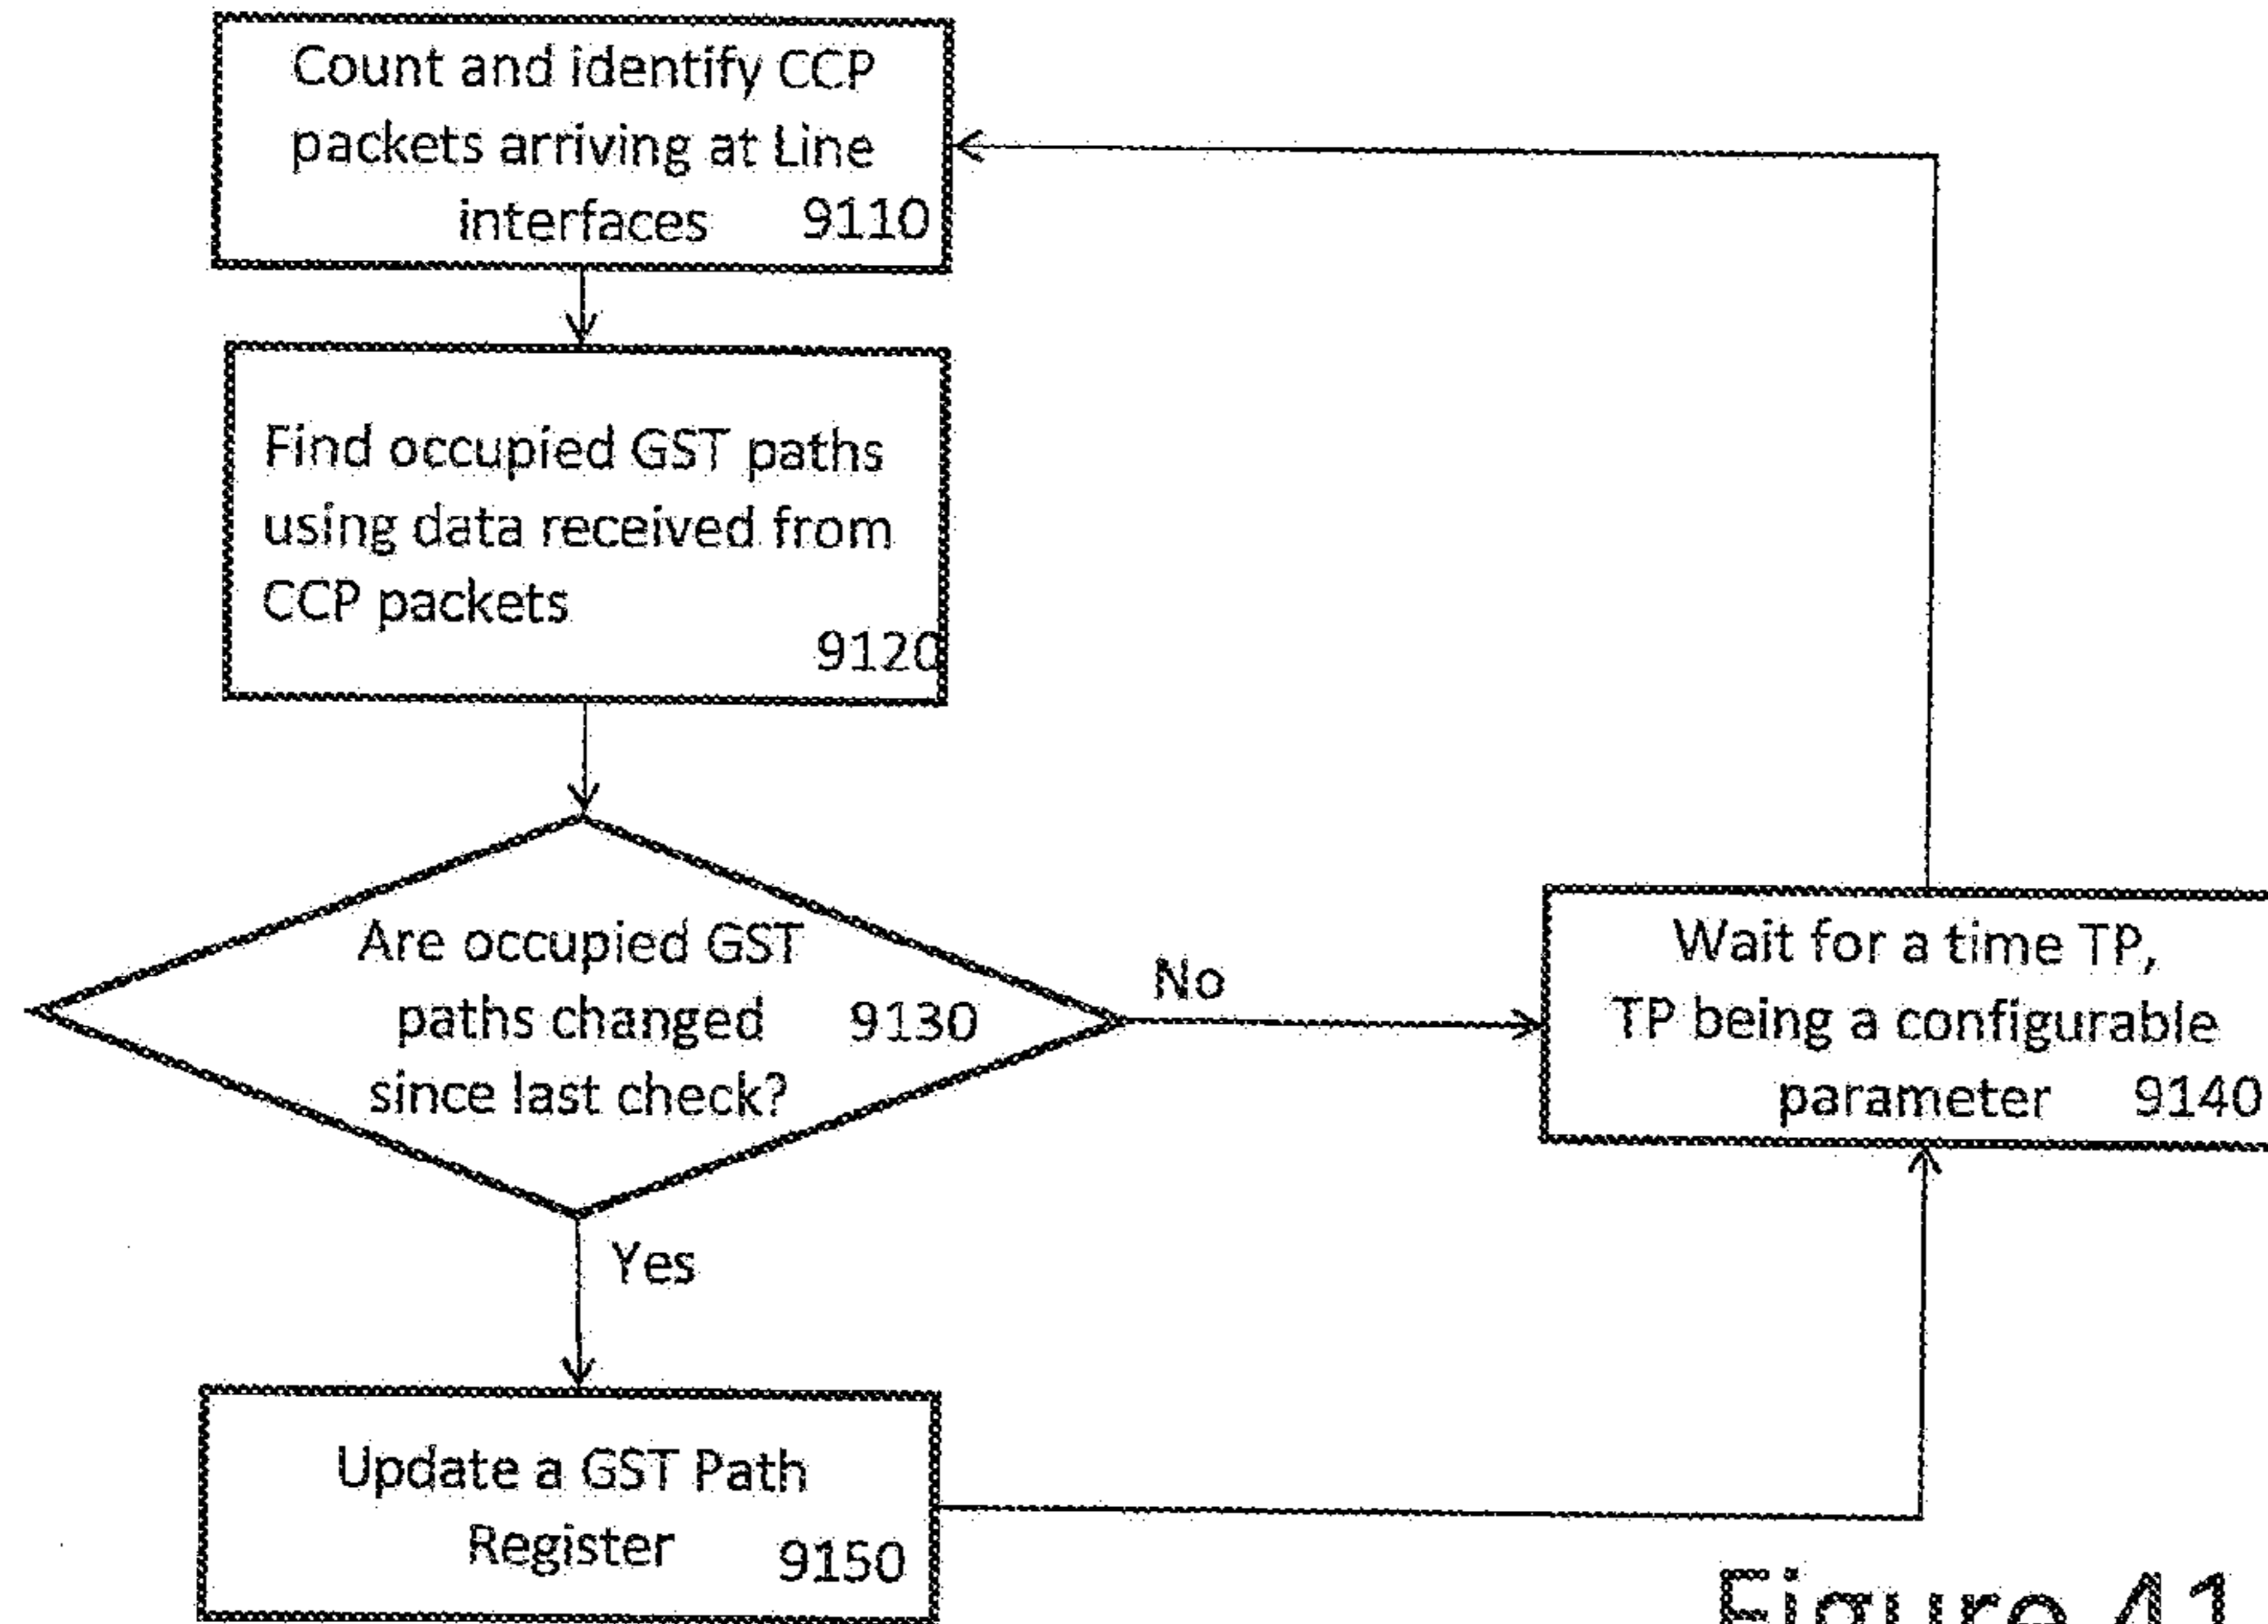 Count and identify CCP
packets arriving at Line
interfaces 9110
Find occupied GST paths
using data received from
CCP packets
9120
Are occupied GST
paths changed 9130
since last check?
No
Wait for a time TP,
TP being a configurable
parameter 9140
Yes
Update a GST Path
Register 9150
Figure 41